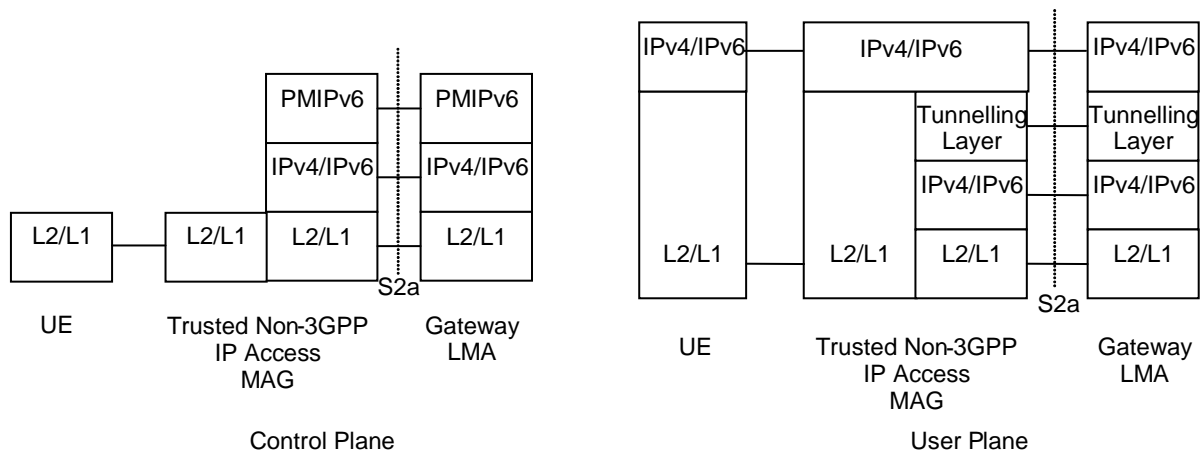 PMIPv6
PMIPv6
IPv4/IPv6
IPv4/IPv6
L2/L1
L2/L1
L2/L1
L2/L1
S2a
UE
Trusted Non-3GPP
IP Access
MAG
Gateway
LMA
Control Plane
IPv4/IPv6
IPv4/IPv6
IPv4/IPv6
Tunnelling
Layer
Tunnelling
Layer
IPv4/IPv6
IPv4/IPv6
L2/L1
L2/L1
L2/L1
L2/L1
S2a
UE
Trusted Non-3GPP
IP Access
MAG
Gateway
LMA
User Plane